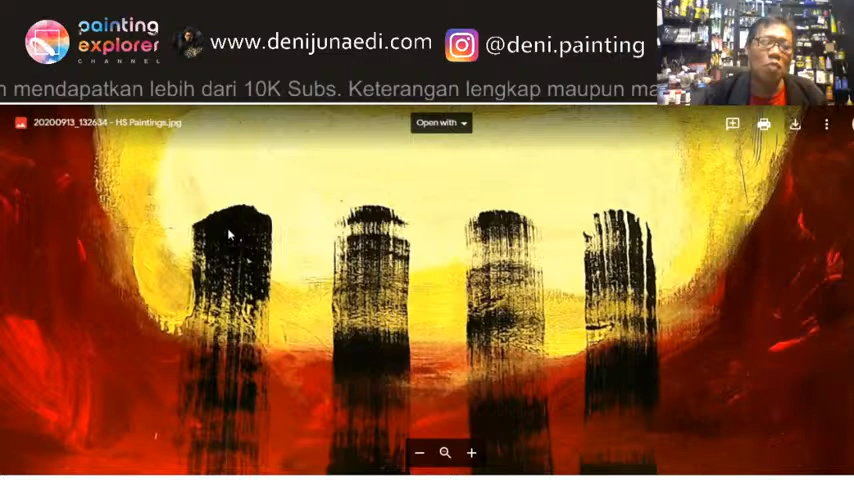 painting
explorer
CHANNEL
www.denijunaedi.com
@deni.painting
n mendapatkan lebih dari 10K Subs. Keterangan lengkap maupun ma
20200913_132634 - HS Paintings.jpg
Open with